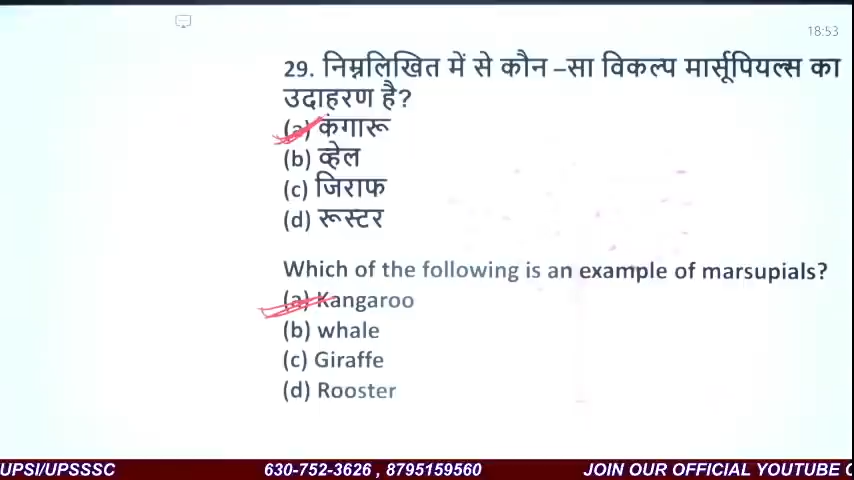 18:53
29. निम्नलिखित में से कौन –सा विकल्प मार्सूपियल्स का
उदाहरण है?
(a) कंगारू
(b) व्हेल
(c) जिराफ
(d) रूस्टर
Which of the following is an example of marsupials?
(a) Kangaroo
(b) whale
(c) Giraffe
(d) Rooster
UPSI/UPSSSC 630-752-3626 , 8795159560 JOIN OUR OFFICIAL YOUTUBE